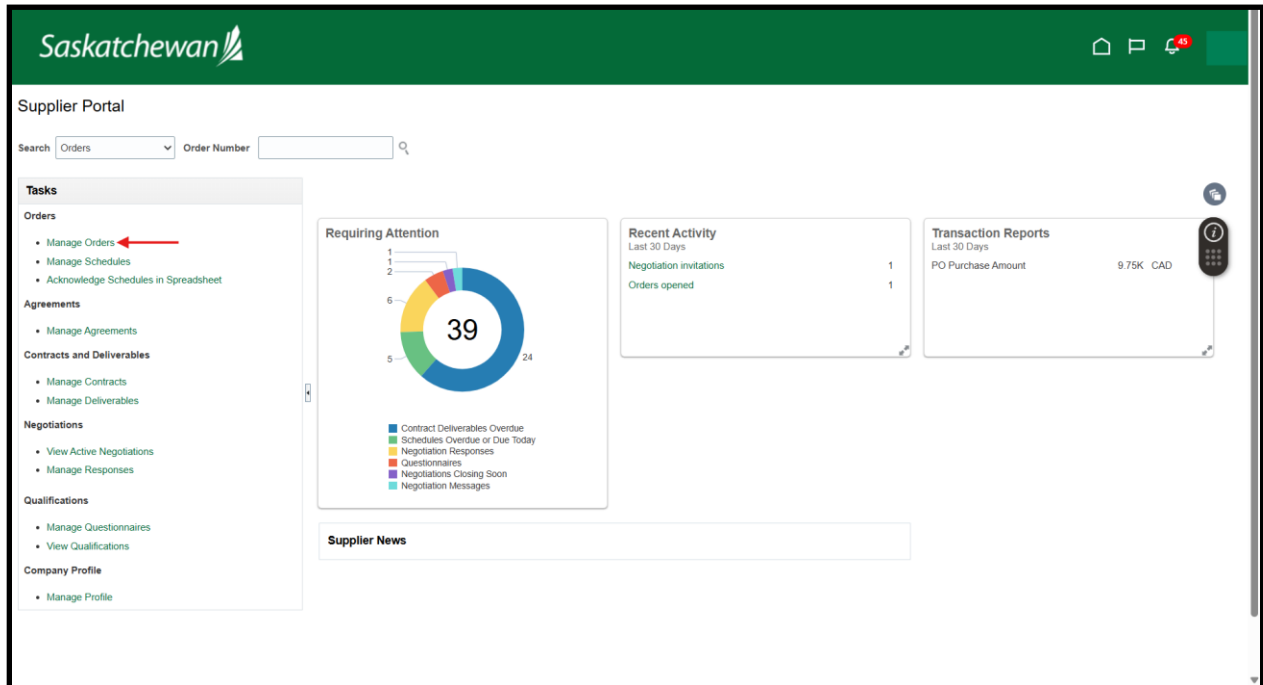 Saskatchewan
45
Supplier Portal
Search Orders Order Number
Tasks
Orders
Manage Orders
Manage Schedules
Acknowledge Schedules in Spreadsheet
Agreements
Manage Agreements
Contracts and Deliverables
Manage Contracts
Manage Deliverables
Negotiations
View Active Negotiations
Manage Responses
Qualifications
Manage Questionnaires
View Qualifications
Company Profile
Manage Profile
Requiring Attention
1
1
2
6
39
5
24
Contract Deliverables Overdue
Schedules Overdue or Due Today
Negotiation Responses
Questionnaires
Negotiations Closing Soon
Negotiation Messages
Recent Activity
Last 30 Days
Negotiation invitations 1
Orders opened 1
Transaction Reports
Last 30 Days
PO Purchase Amount 9.75K CAD
Supplier News